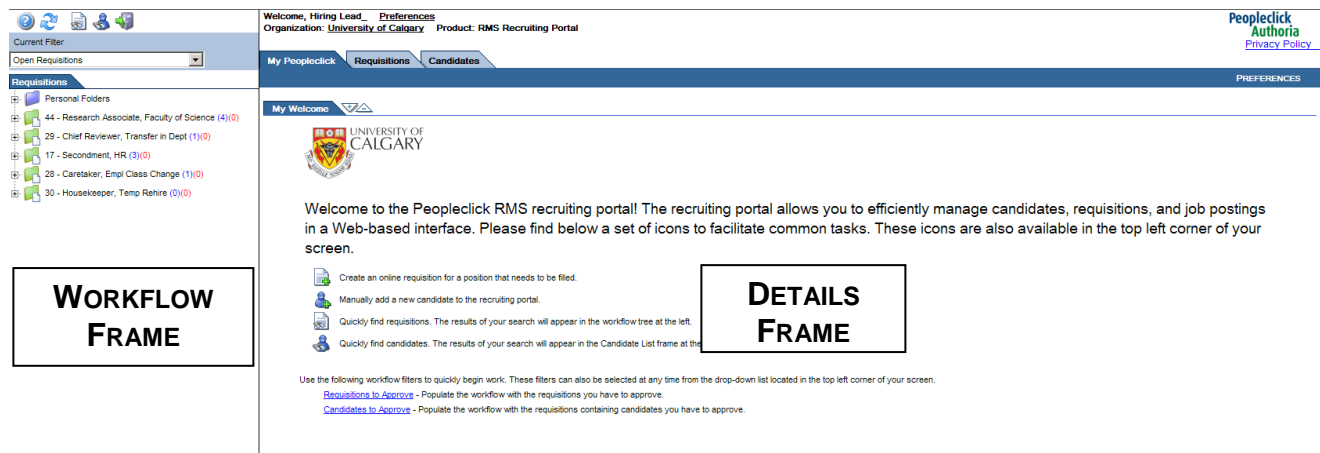 Current Filter
Open Requisitions
Requisitions
Personal Folders
44 - Research Associate, Faculty of Science (4)(0)
29 - Chief Reviewer, Transfer in Dept (1)(0)
17 - Secondment, HR (3)(0)
28 - Caretaker, Empl Class Change (1)(0)
30 - Housekeeper, Temp Rehire (0)(0)
WORKFLOW
FRAME
Welcome, Hiring Lead_ Preferences
Organization: University of Calgary Product: RMS Recruiting Portal
Peopleclick
Authoria
Privacy Policy
My Peopleclick Requisitions Candidates
PREFERENCES
My Welcome
UNIVERSITY OF
CALGARY
Welcome to the Peopleclick RMS recruiting portal! The recruiting portal allows you to efficiently manage candidates, requisitions, and job postings
in a Web-based interface. Please find below a set of icons to facilitate common tasks. These icons are also available in the top left corner of your
screen.
Create an online requisition for a position that needs to be filled.
Manually add a new candidate to the recruiting portal.
Quickly find requisitions. The results of your search will appear in the workflow tree at the left.
Quickly find candidates. The results of your search will appear in the Candidate List frame at the
DETAILS
FRAME
Use the following workflow filters to quickly begin work. These filters can also be selected at any time from the drop-down list located in the top left corner of your screen.
Requisitions to Approve - Populate the workflow with the requisitions you have to approve.
Candidates to Approve - Populate the workflow with the requisitions containing candidates you have to approve.